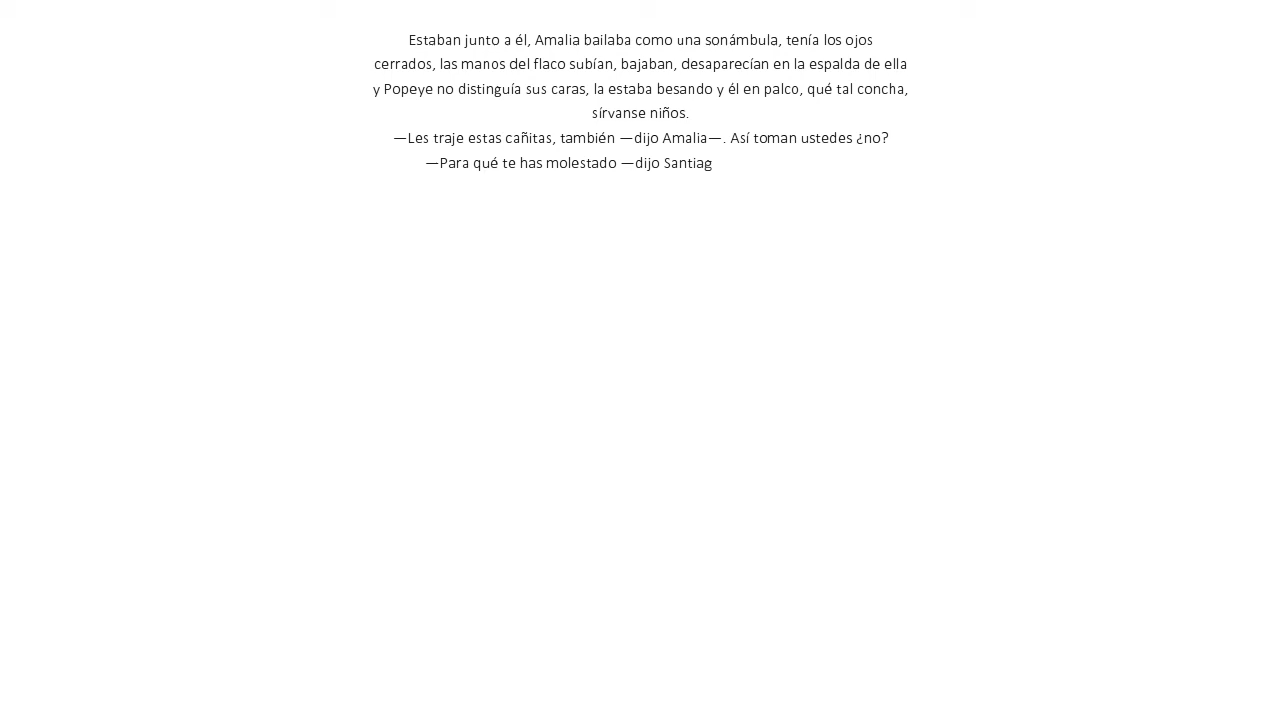 Estaban junto a él, Amalia bailaba como una sonámbula, tenía los ojos
cerrados, las manos del flaco subían, bajaban, desaparecían en la espalda de ella
y Popeye no distinguía sus caras, la estaba besando y él en palco, qué tal concha,
sírvanse niños.
—Les traje estas cañitas, también —dijo Amalia—. Así toman ustedes ¿no?
—Para qué te has molestado —dijo Santiag